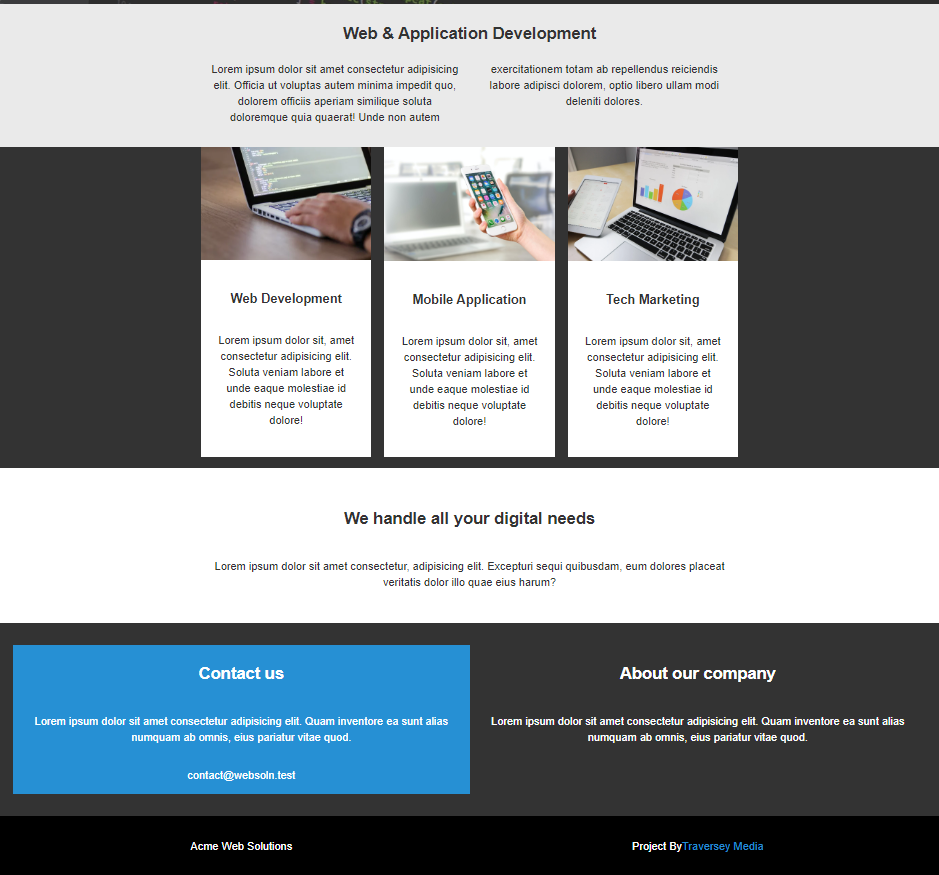 Web & Application Development
Lorem ipsum dolor sit amet consectetur adipisicing
elit. Officia ut voluptas autem minima impedit quo,
dolorem officiis aperiam similique soluta
doloremque quia quaerat! Unde non autem
exercitationem totam ab repellendus reiciendis
labore adipisci dolorem, optio libero ullam modi
deleniti dolores.
Web Development
Lorem ipsum dolor sit, amet
consectetur adipisicing elit.
Soluta veniam labore et
unde eaque molestiae id
debitis neque voluptate
dolore!
Mobile Application
Lorem ipsum dolor sit, amet
consectetur adipisicing elit.
Soluta veniam labore et
unde eaque molestiae id
debitis neque voluptate
dolore!
Tech Marketing
Lorem ipsum dolor sit, amet
consectetur adipisicing elit.
Soluta veniam labore et
unde eaque molestiae id
debitis neque voluptate
dolore!
We handle all your digital needs
Lorem ipsum dolor sit amet consectetur, adipisicing elit. Excepturi sequi quibusdam, eum dolores placeat
veritatis dolor illo quae eius harum?
Contact us
Lorem ipsum dolor sit amet consectetur adipisicing elit. Quam inventore ea sunt alias
numquam ab omnis, eius pariatur vitae quod.
contact@websoln.test
About our company
Lorem ipsum dolor sit amet consectetur adipisicing elit. Quam inventore ea sunt alias
numquam ab omnis, eius pariatur vitae quod.
Acme Web Solutions
Project ByTraversey Media